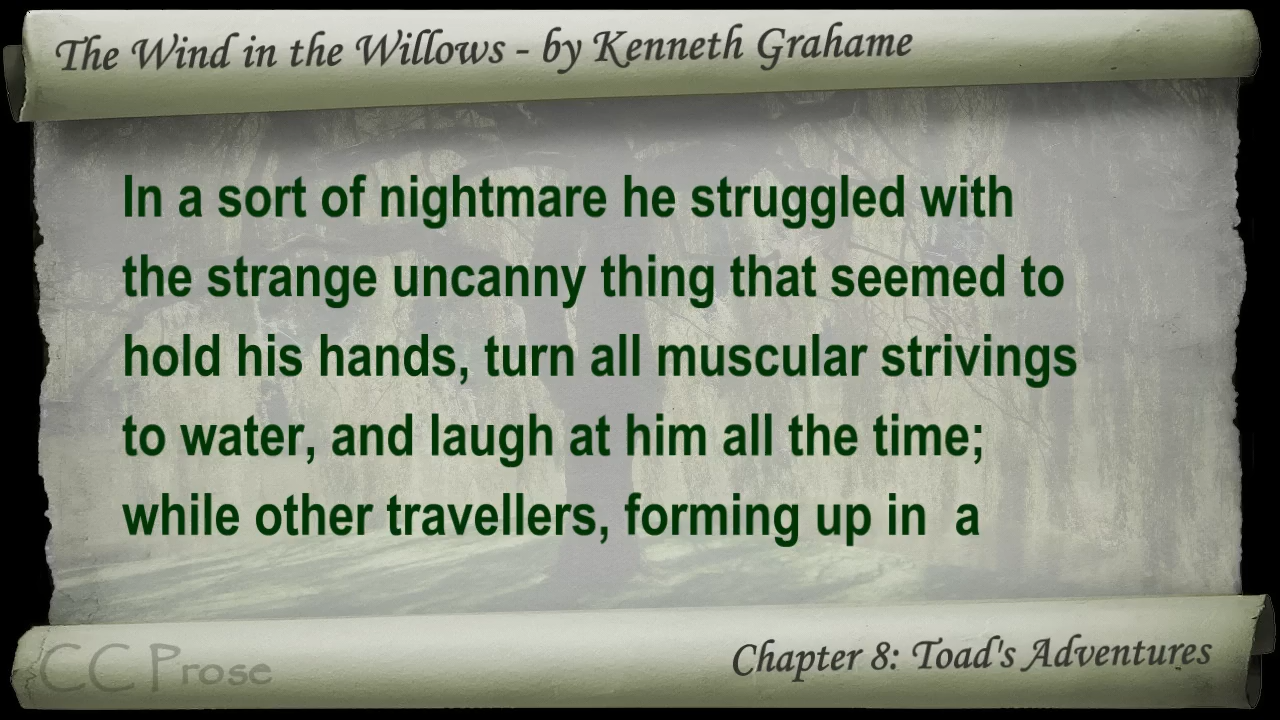 The Wind in the Willows - by Kenneth Grahame
In a sort of nightmare he struggled with
the strange uncanny thing that seemed to
hold his hands, turn all muscular strivings
to water, and laugh at him all the time;
while other travellers, forming up in  a
CC Prose
Chapter 8: Toad's Adventures